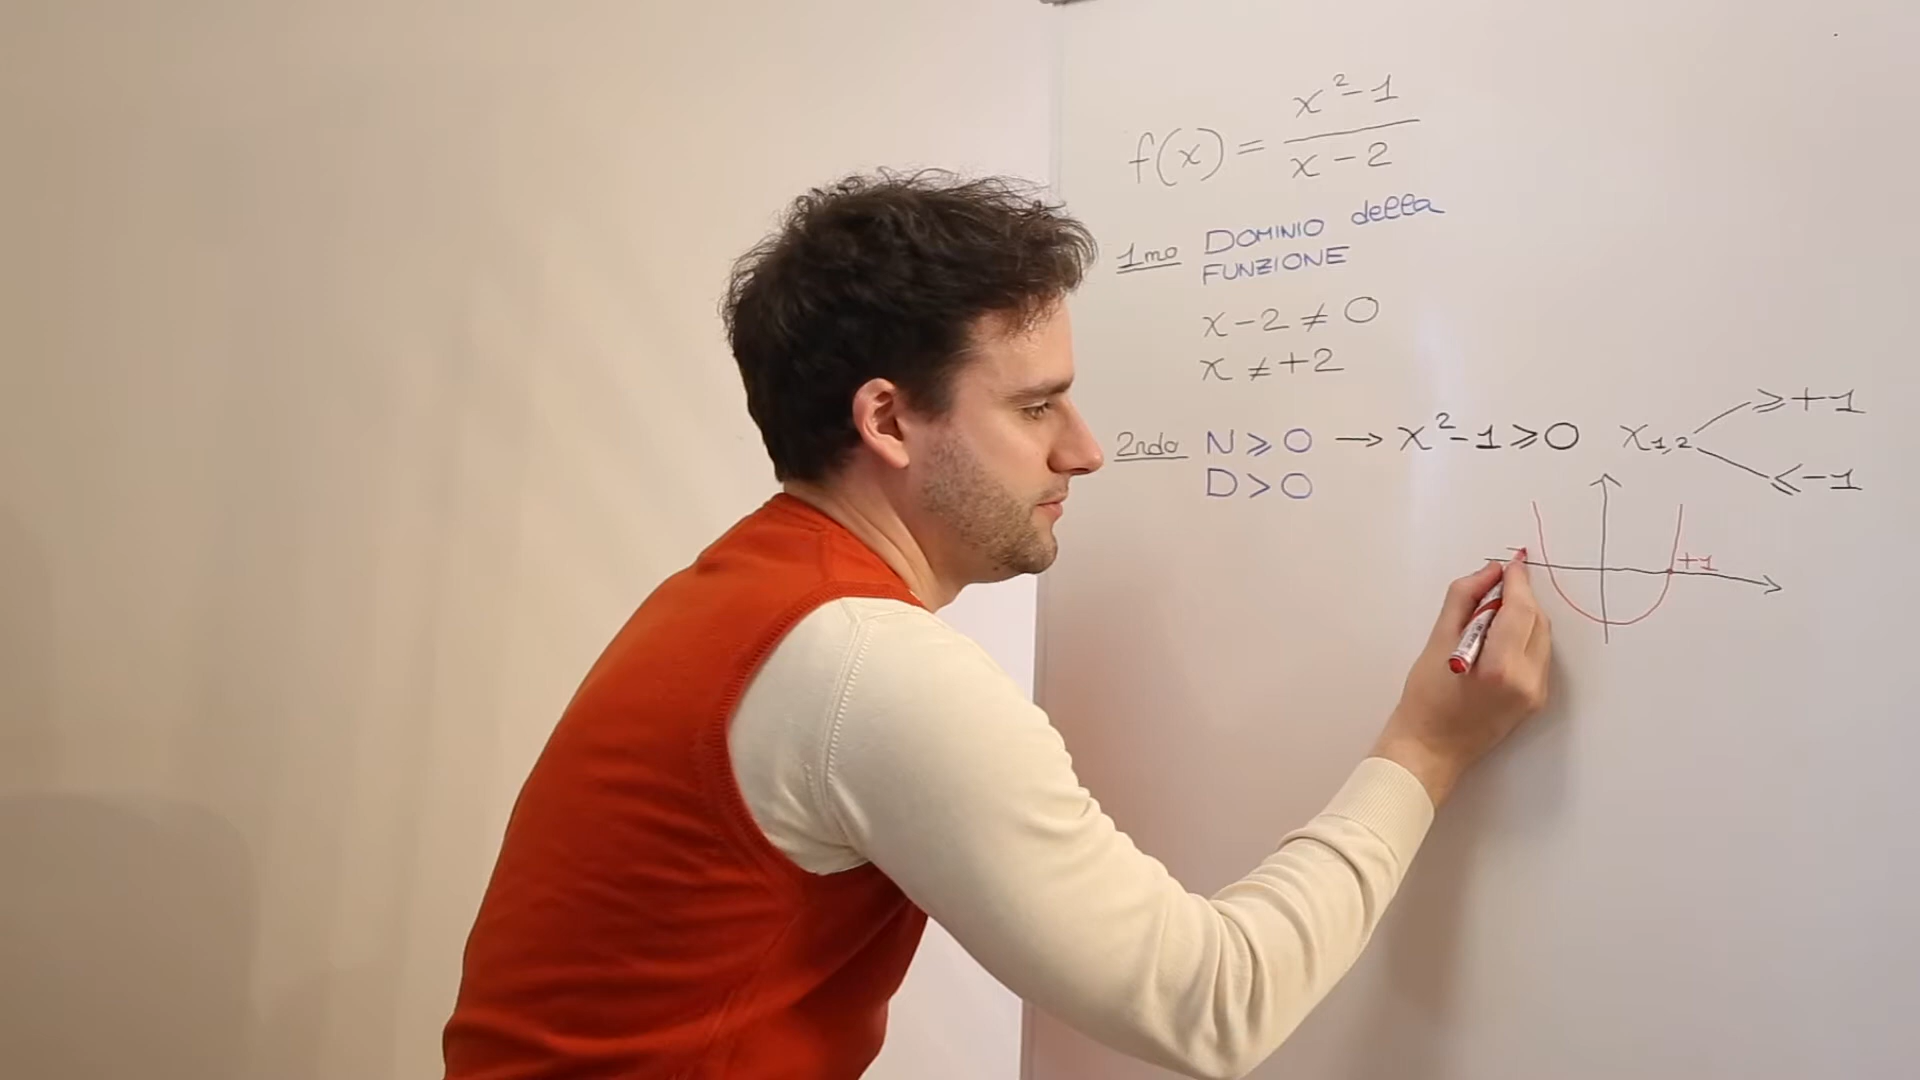 f(x) = x²-1 / x-2
1mo DOMINIO della
FUNZIONE
x-2 ≠ 0
x ≠ +2
2ndo N ⩾ 0 → x²-1 ⩾ 0 x₁,₂ ⩾+1
⩽-1
D > 0
+1